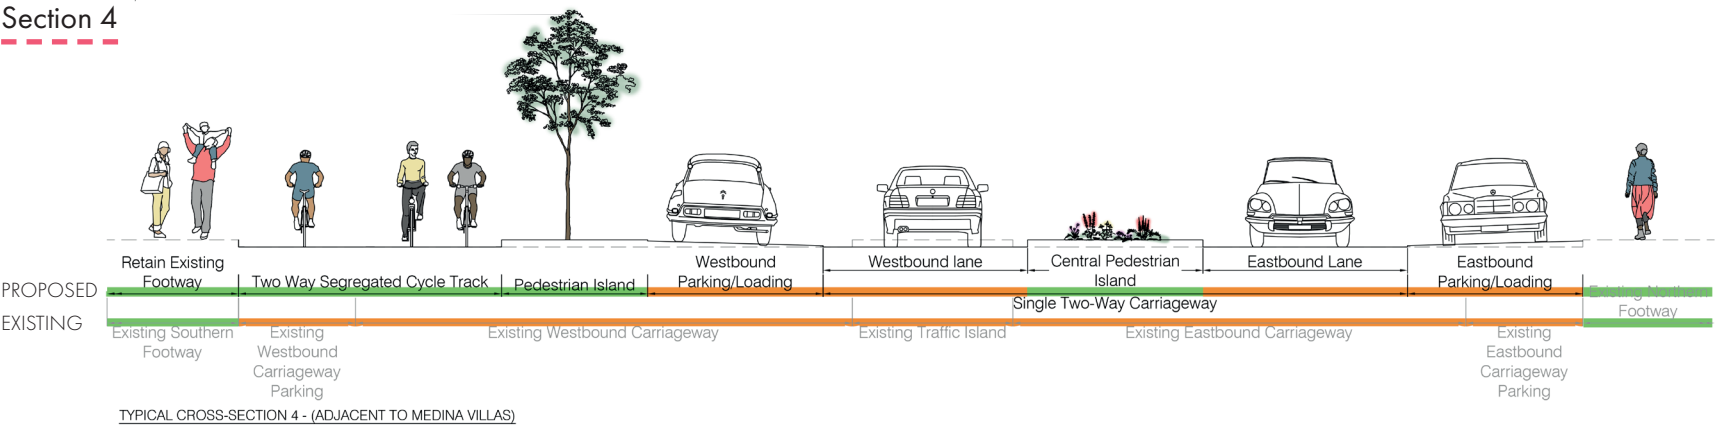 Section 4
Retain Existing
Footway
Two Way Segregated Cycle Track
Pedestrian Island
Westbound
Parking/Loading
Westbound lane
Central Pedestrian
Island
Eastbound Lane
Eastbound
Parking/Loading
PROPOSED
Existing Northern
Footway
Single Two-Way Carriageway
EXISTING
Existing Southern
Footway
Existing
Westbound
Carriageway
Parking
Existing Westbound Carriageway
Existing Traffic Island
Existing Eastbound Carriageway
Existing
Eastbound
Carriageway
Parking
TYPICAL CROSS-SECTION 4 - (ADJACENT TO MEDINA VILLAS)